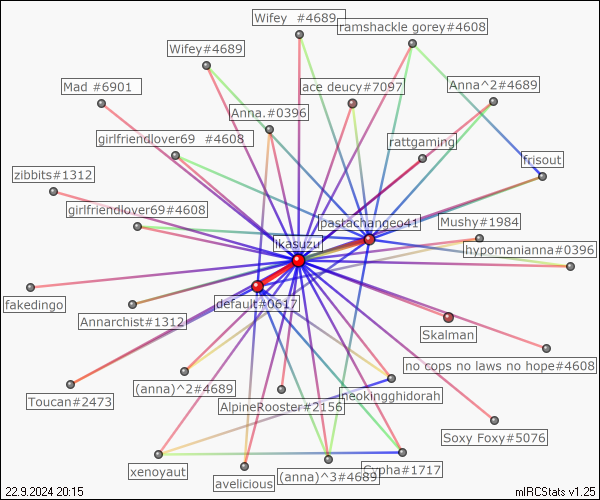 Wifey  #4689
ramshackle gorey#4608
Wifey#4689
Mad #6901
ace deucy#7097
Anna^2#4689
Anna.#0396
girlfriendlover69  #4608
rattgaming
frisout
zibbits#1312
girlfriendlover69#4608
pastachangeo41
Mushy#1984
ikasuzu
hypomanianna#0396
fakedingo
default#0617
Annarchist#1312
Skalman
no cops no laws no hope#4608
(anna)^2#4689
neokingghidorah
Toucan#2473
AlpineRooster#2156
Soxy Foxy#5076
xenoyaut
avelicious
(anna)^3#4689
Cypha#1717
22.9.2024 20:15
mIRCStats v1.25